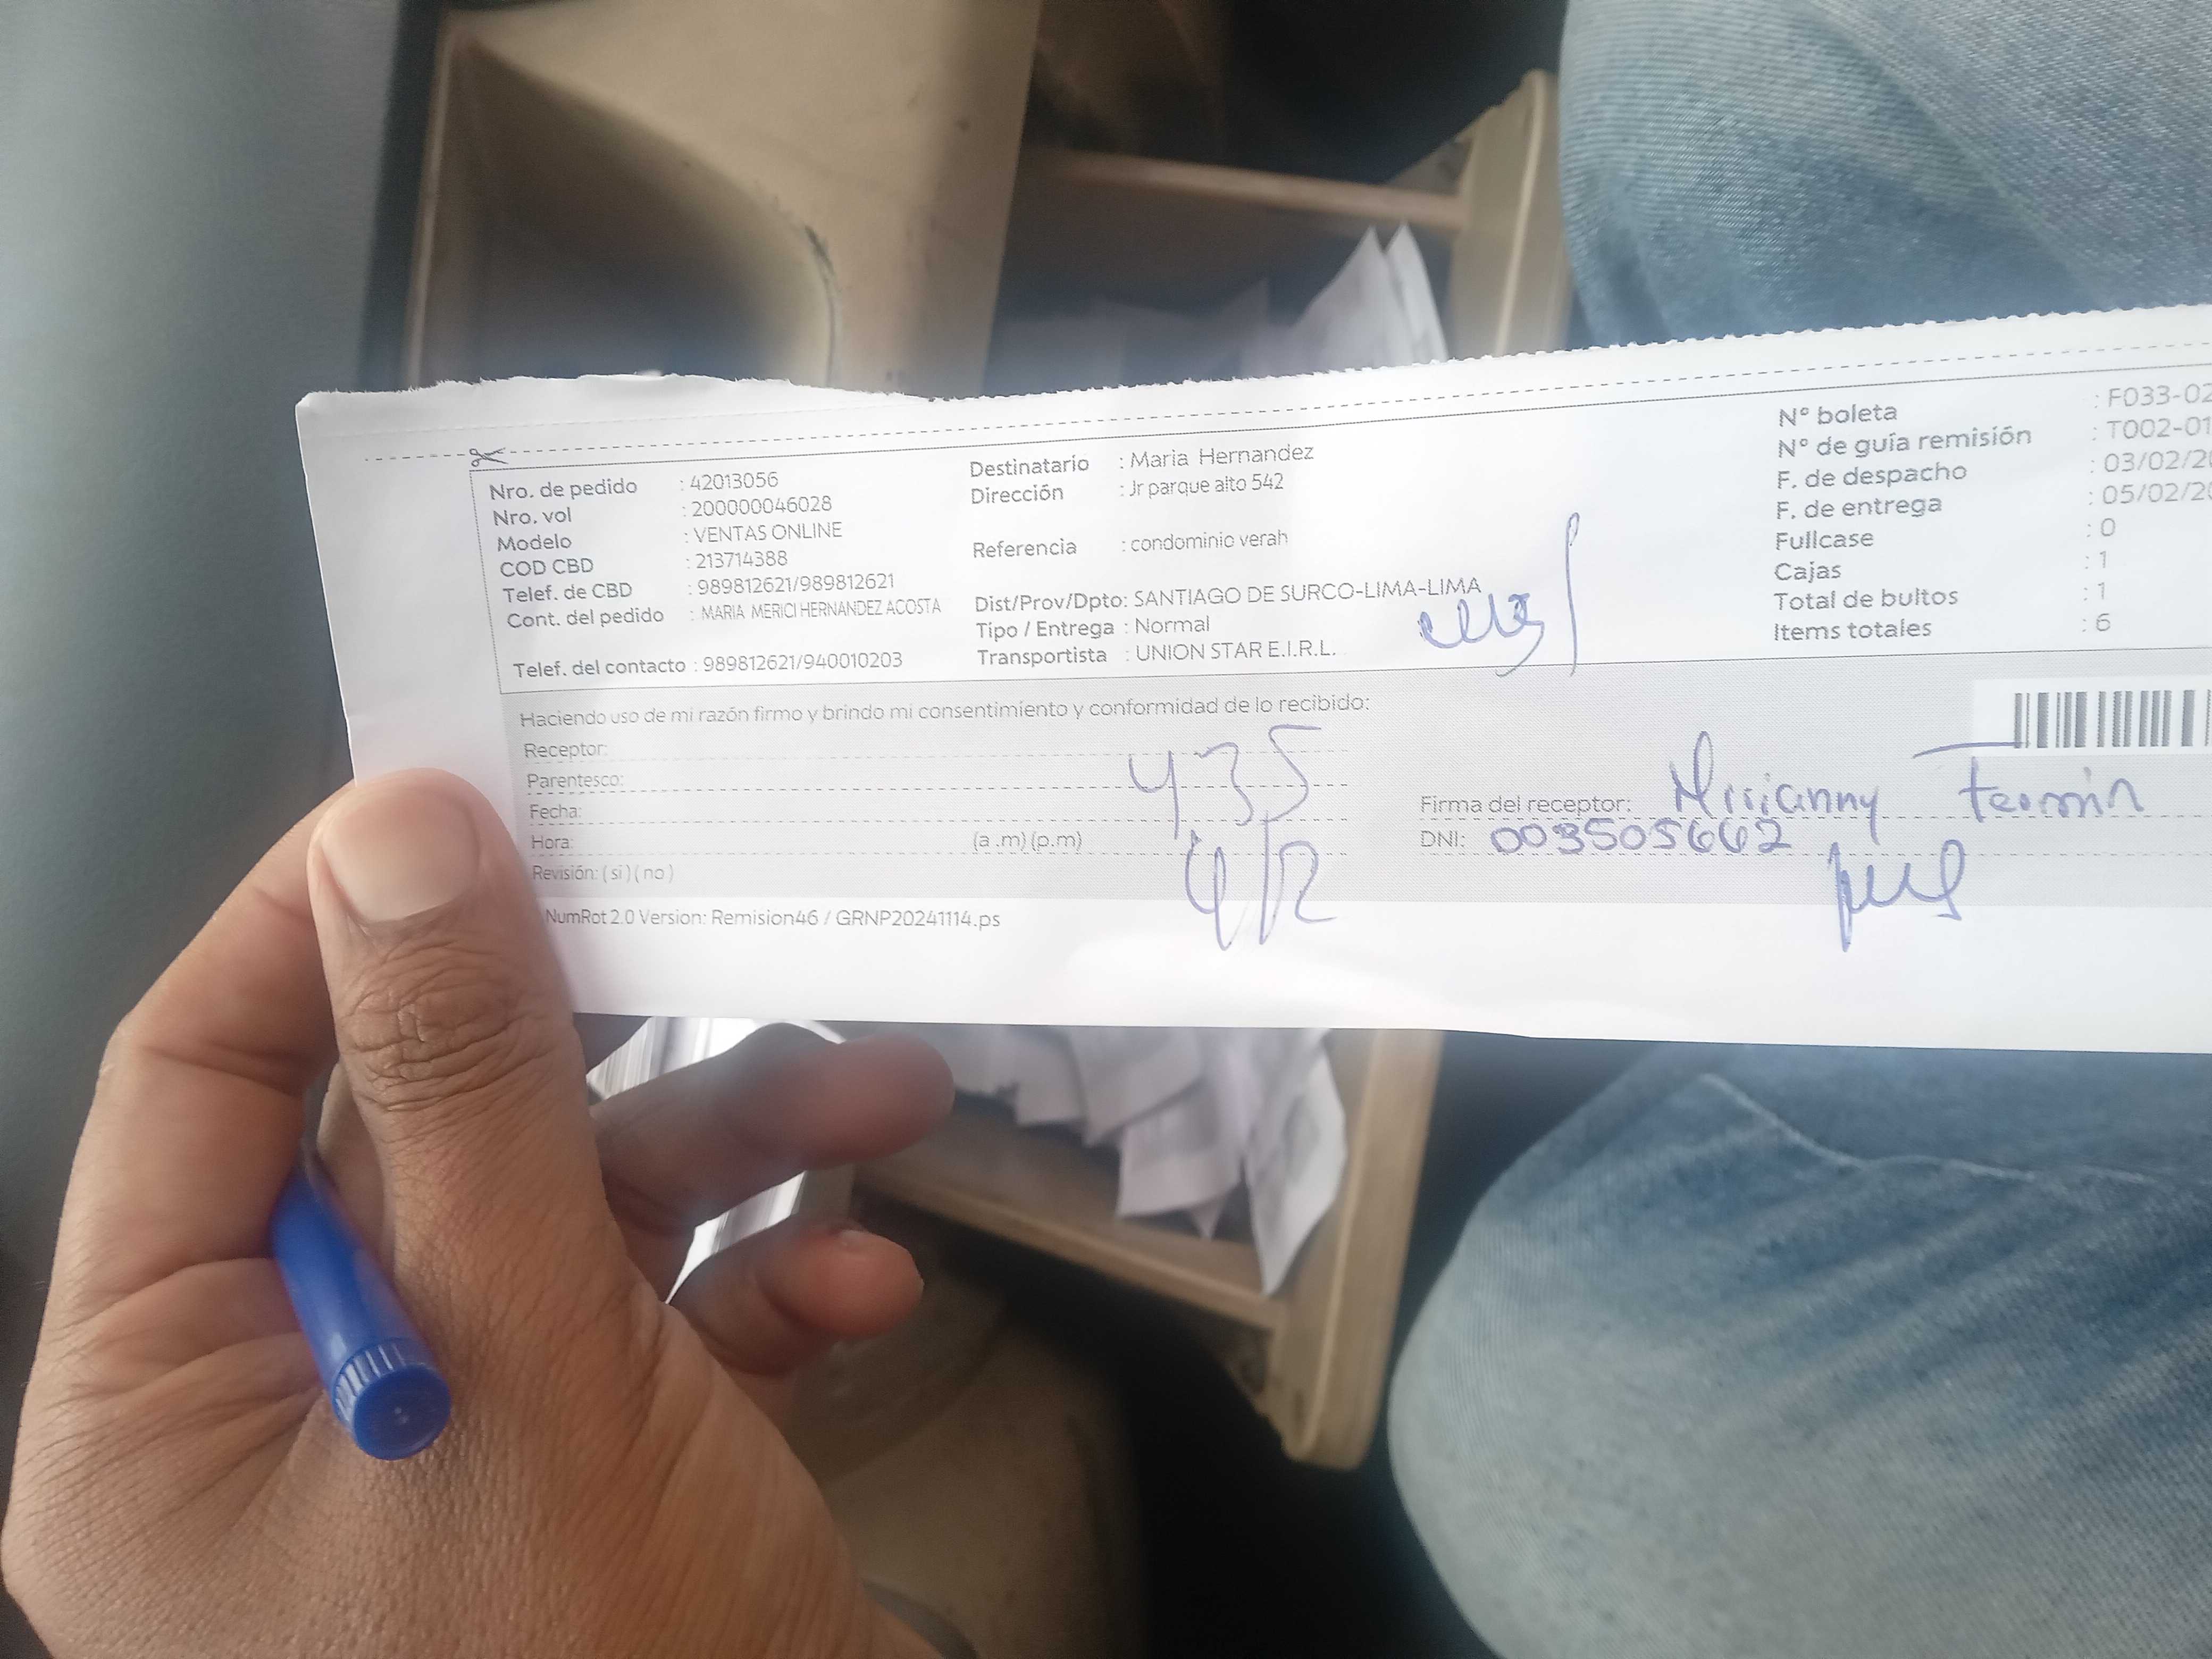 Nro. de pedido : 42013056
Nro. vol : 200000046028
Modelo : VENTAS ONLINE
COD CBD : 213714388
Telef. de CBD : 989812621/989812621
Cont. del pedido : MARIA MERICI HERNANDEZ ACOSTA
Telef. del contacto : 989812621/940010203
Destinatario : Maria Hernandez
Dirección : Jr parque alto 542
Referencia : condominio verah
Dist/Prov/Dpto: SANTIAGO DE SURCO-LIMA-LIMA
Tipo / Entrega : Normal
Transportista : UNION STAR E.I.R.L.
N° boleta : F033-02
N° de guía remisión : T002-01
F. de despacho : 03/02/20
F. de entrega : 05/02/20
Fullcase : 0
Cajas : 1
Total de bultos : 1
Items totales : 6
Haciendo uso de mi razón firmo y brindo mi consentimiento y conformidad de lo recibido:
Receptor:
Parentesco: 435
Fecha:
Hora: (a .m) (p.m)
Revisión: ( si ) ( no ) 4/2
Firma del receptor: Fermín
DNI: 003505662
NumRot 2.0 Version: Remision46 / GRNP20241114.ps